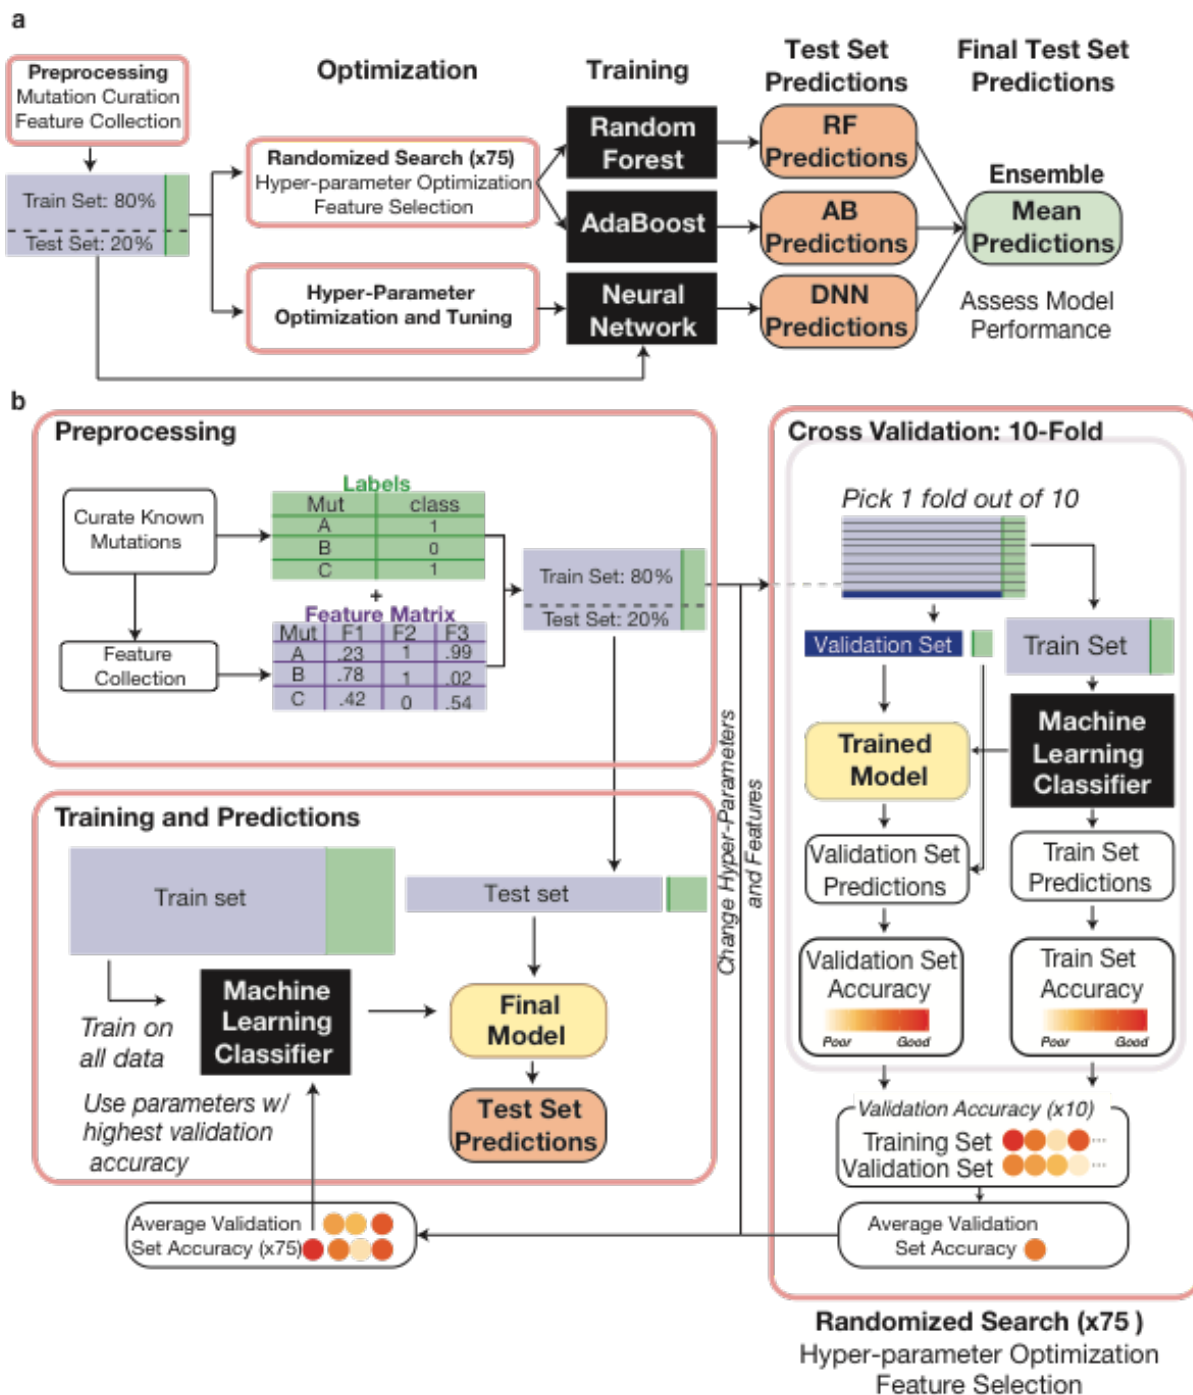 a
Preprocessing
Mutation Curation
Feature Collection
Optimization
Training
Test Set
Predictions
Final Test Set
Predictions
Train Set: 80%
Test Set: 20%
Randomized Search (x75)
Hyper-parameter Optimization
Feature Selection
Hyper-Parameter
Optimization and Tuning
Random
Forest
AdaBoost
Neural
Network
RF
Predictions
AB
Predictions
DNN
Predictions
Ensemble
Mean
Predictions
Assess Model
Performance
b
Preprocessing
Curate Known
Mutations
Feature
Collection
Labels
Mut class
A 1
B 0
C 1
+
Feature Matrix
Mut F1 F2 F3
A .23 1 .99
B .78 1 .02
C .42 0 .54
Train Set: 80%
Test Set: 20%
Change Hyper-Parameters
and Features
Cross Validation: 10-Fold
Pick 1 fold out of 10
Validation Set
Train Set
Trained
Model
Machine
Learning
Classifier
Validation Set
Predictions
Train Set
Predictions
Validation Set
Accuracy
Poor Good
Train Set
Accuracy
Poor Good
Validation Accuracy (x10)
Training Set ...
Validation Set ...
Average Validation
Set Accuracy
Randomized Search (x75 )
Hyper-parameter Optimization
Feature Selection
Training and Predictions
Train set
Test set
Train on
all data
Machine
Learning
Classifier
Final
Model
Test Set
Predictions
Use parameters w/
highest validation
accuracy
Average Validation
Set Accuracy (x75)